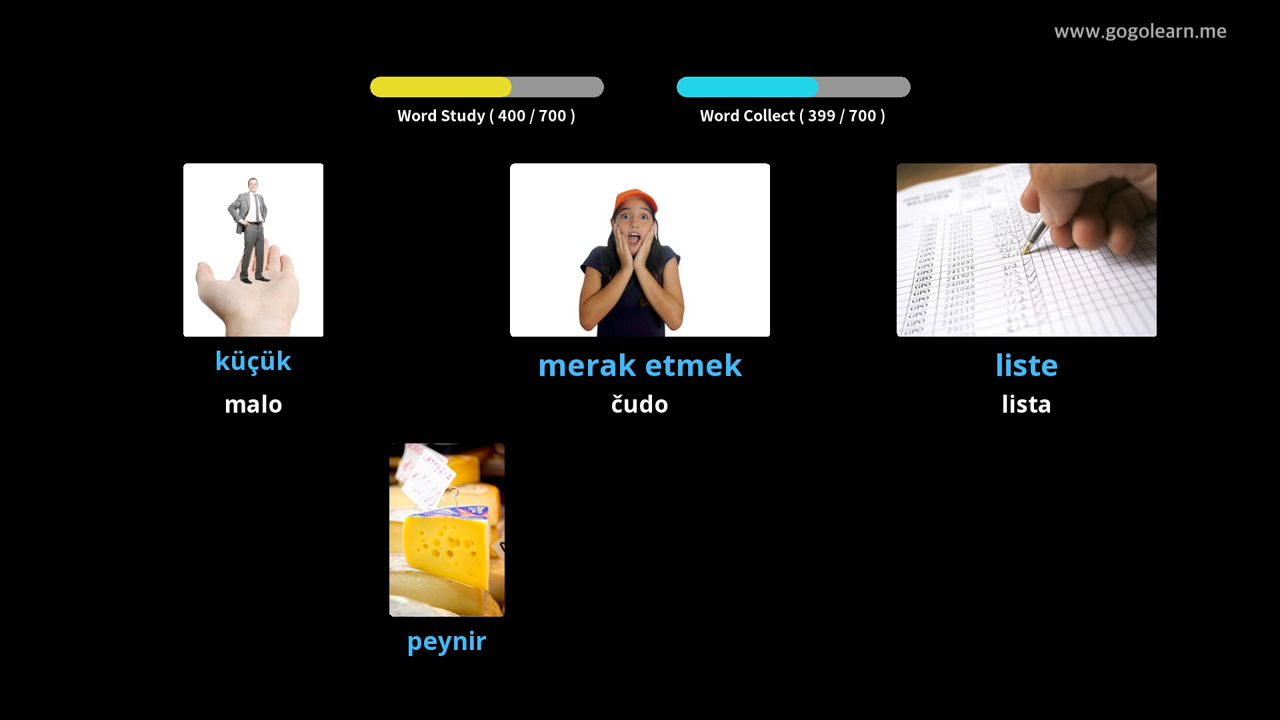 www.gogolearn.me
Word Study ( 400 / 700 )
Word Collect ( 399 / 700 )
küçük
malo
merak etmek
čudo
liste
lista
peynir